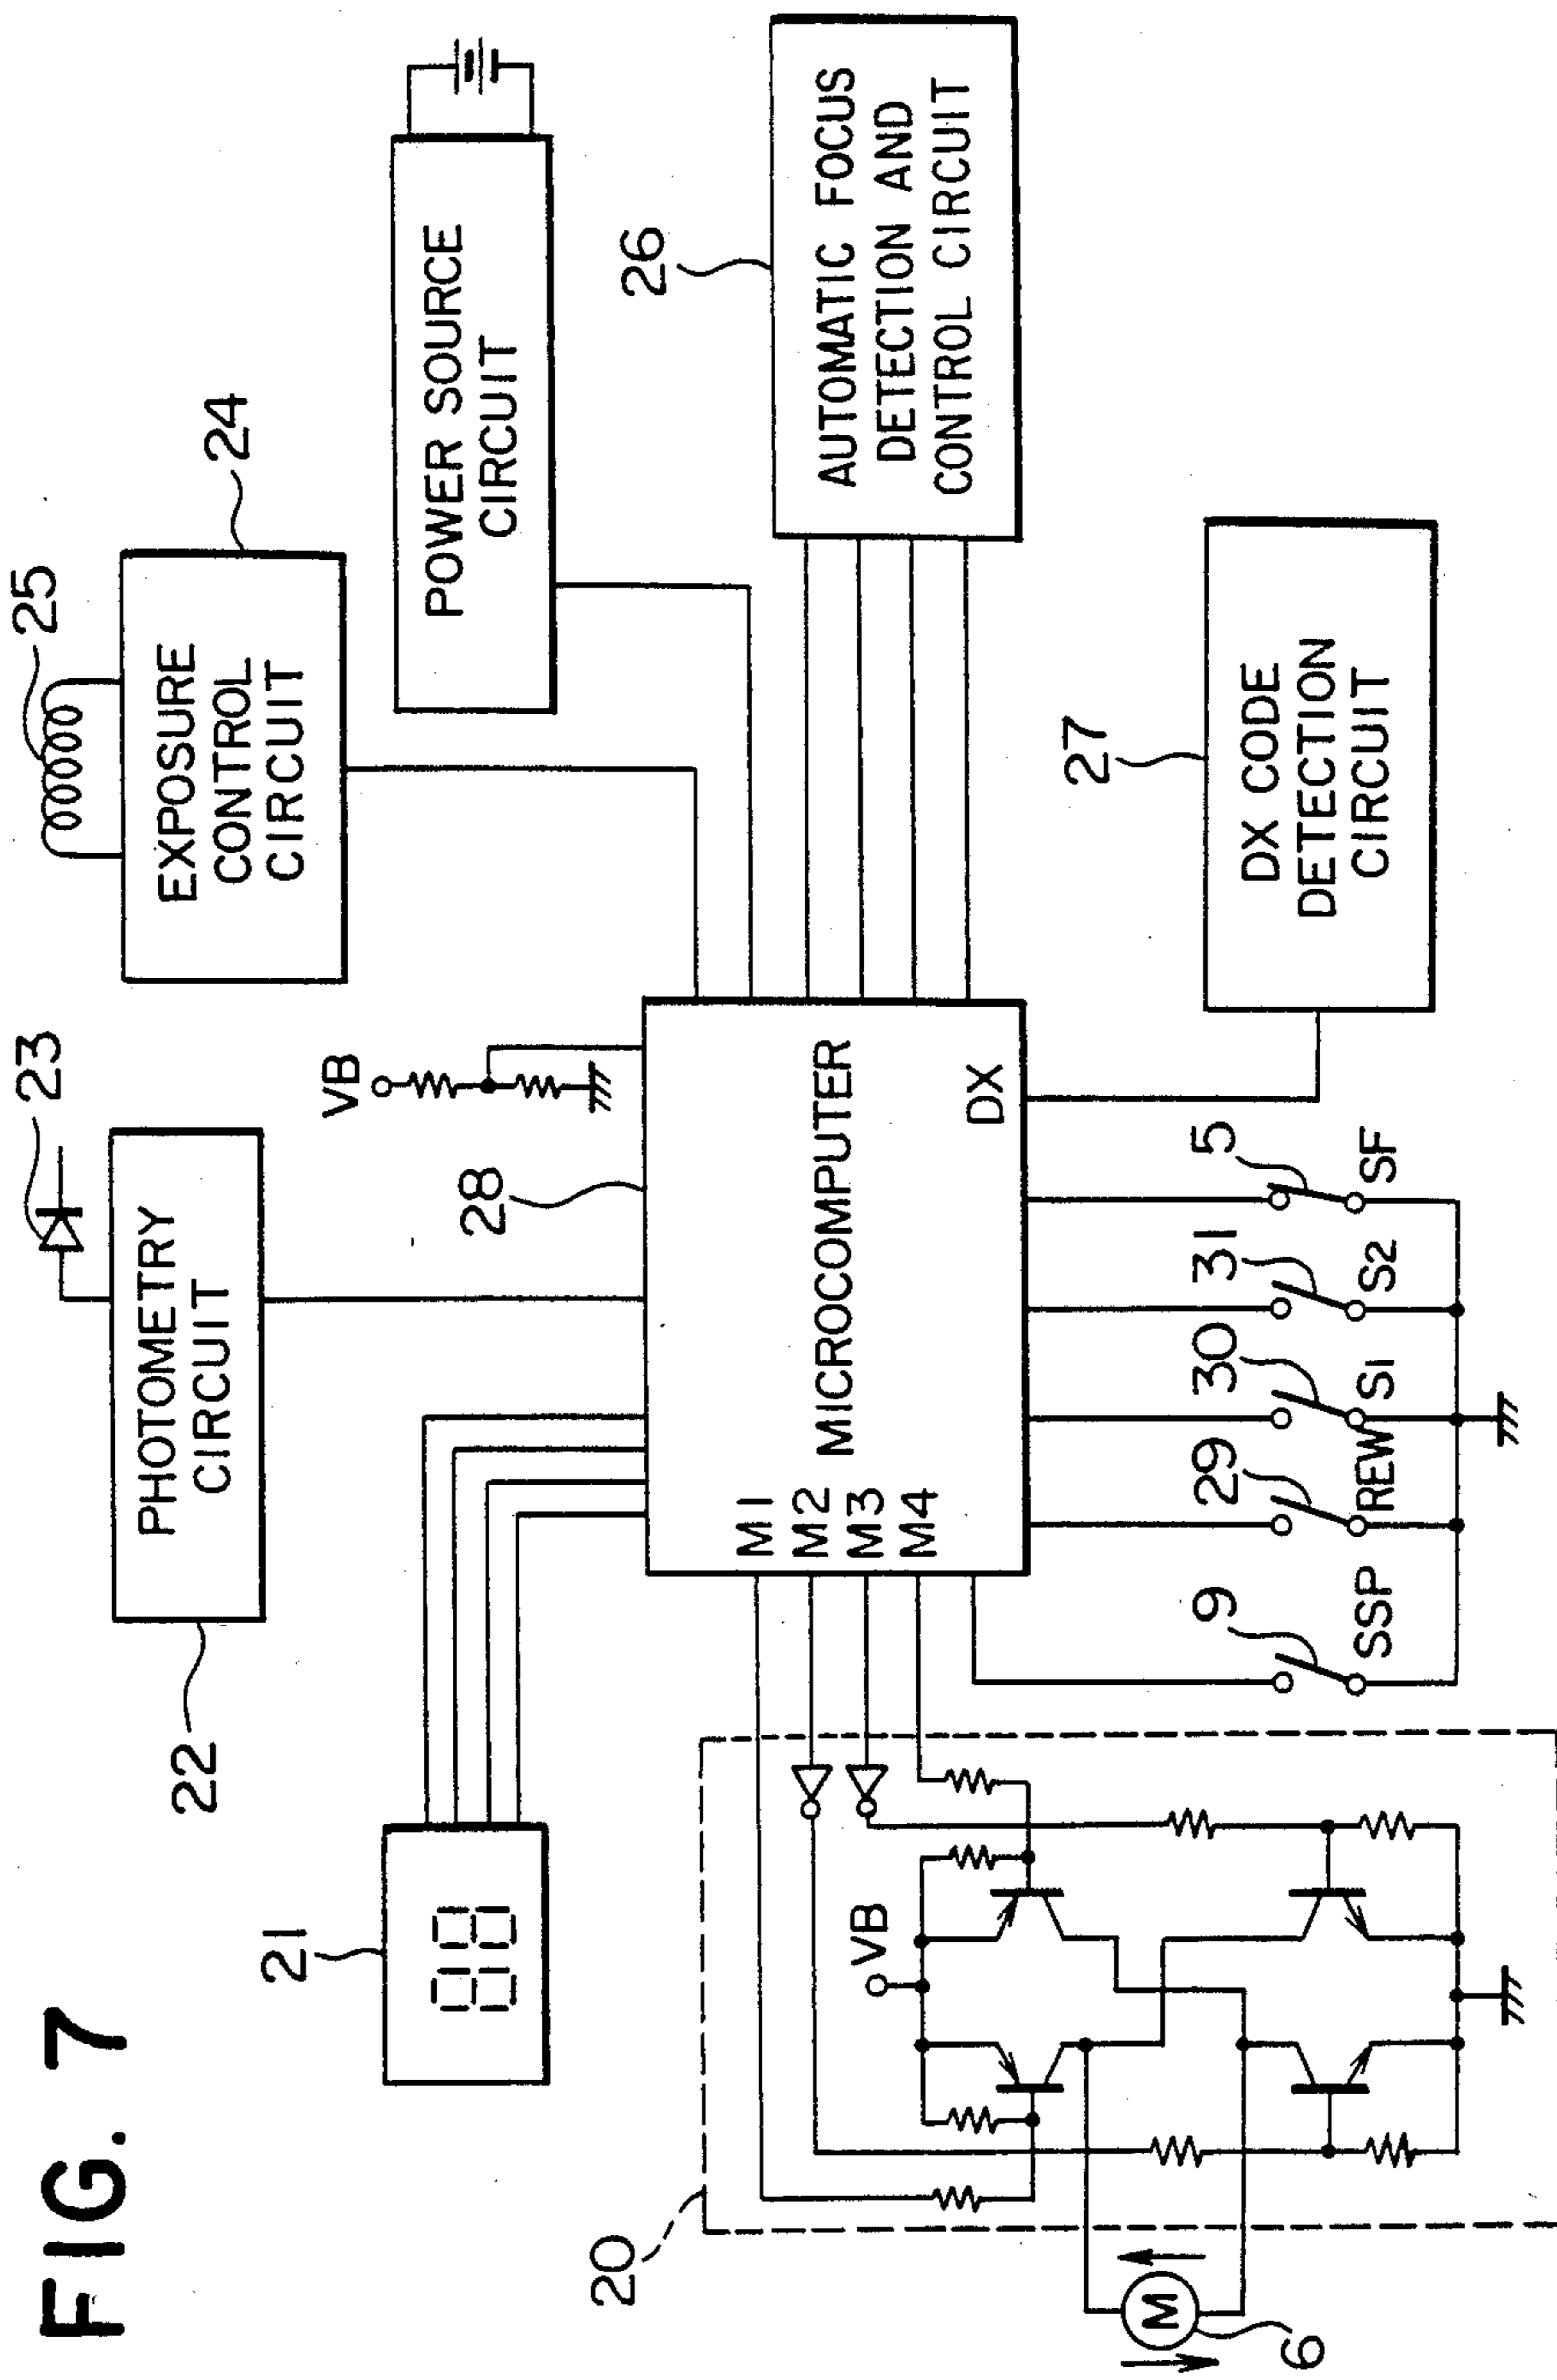 FIG. 7
25
24
EXPOSURE
CONTROL
CIRCUIT
23
PHOTOMETRY
CIRCUIT
22
POWER SOURCE
CIRCUIT
21
VB
28
26
AUTOMATIC FOCUS
DETECTION AND
CONTROL CIRCUIT
MICROCOMPUTER
M1
M2
M3
M4
DX
27
DX CODE
DETECTION
CIRCUIT
20
VB
M
6
9
SSP
29
REW
30
S1
31
S2
5
SF